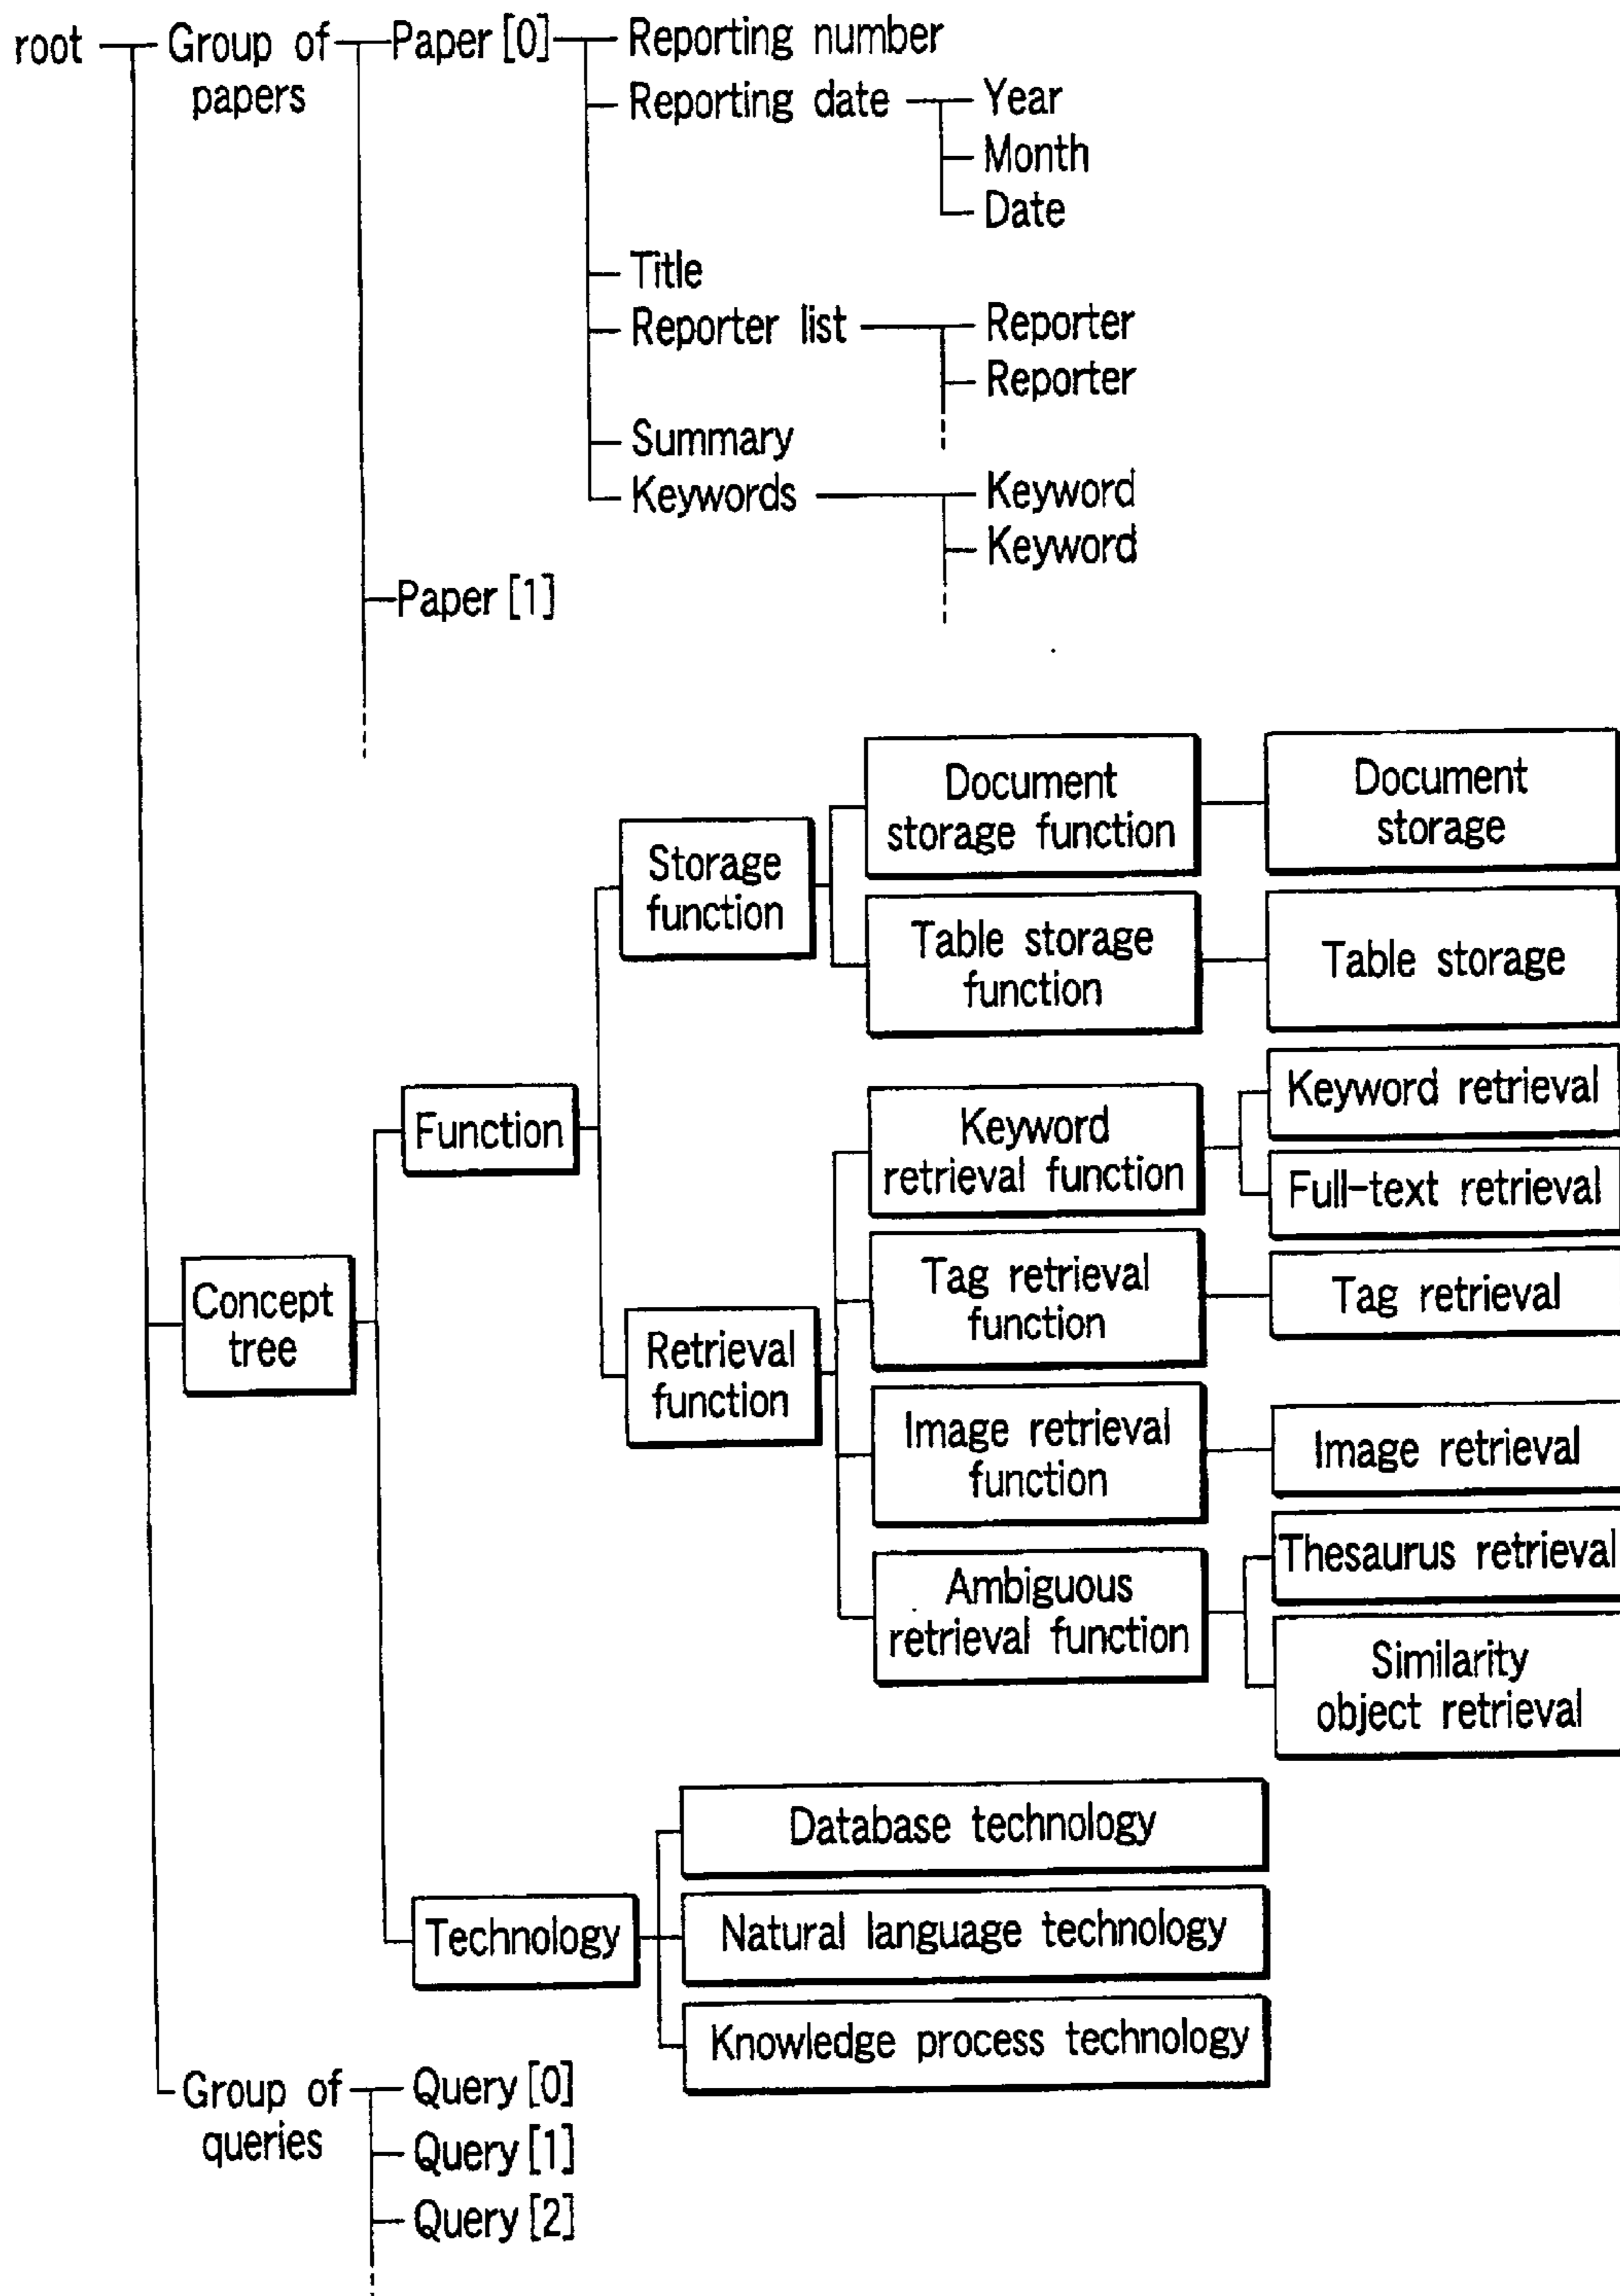 root
Group of
papers
Paper [0]
Reporting number
Reporting date
Year
Month
Date
Title
Reporter list
Reporter
Reporter
Summary
Keywords
Keyword
Keyword
Paper [1]
Concept
tree
Function
Storage
function
Document
storage function
Document
storage
Table storage
function
Table storage
Retrieval
function
Keyword
retrieval function
Keyword retrieval
Full-text retrieval
Tag retrieval
function
Tag retrieval
Image retrieval
function
Image retrieval
Ambiguous
retrieval function
Thesaurus retrieval
Similarity
object retrieval
Technology
Database technology
Natural language technology
Knowledge process technology
Group of
queries
Query [0]
Query [1]
Query [2]